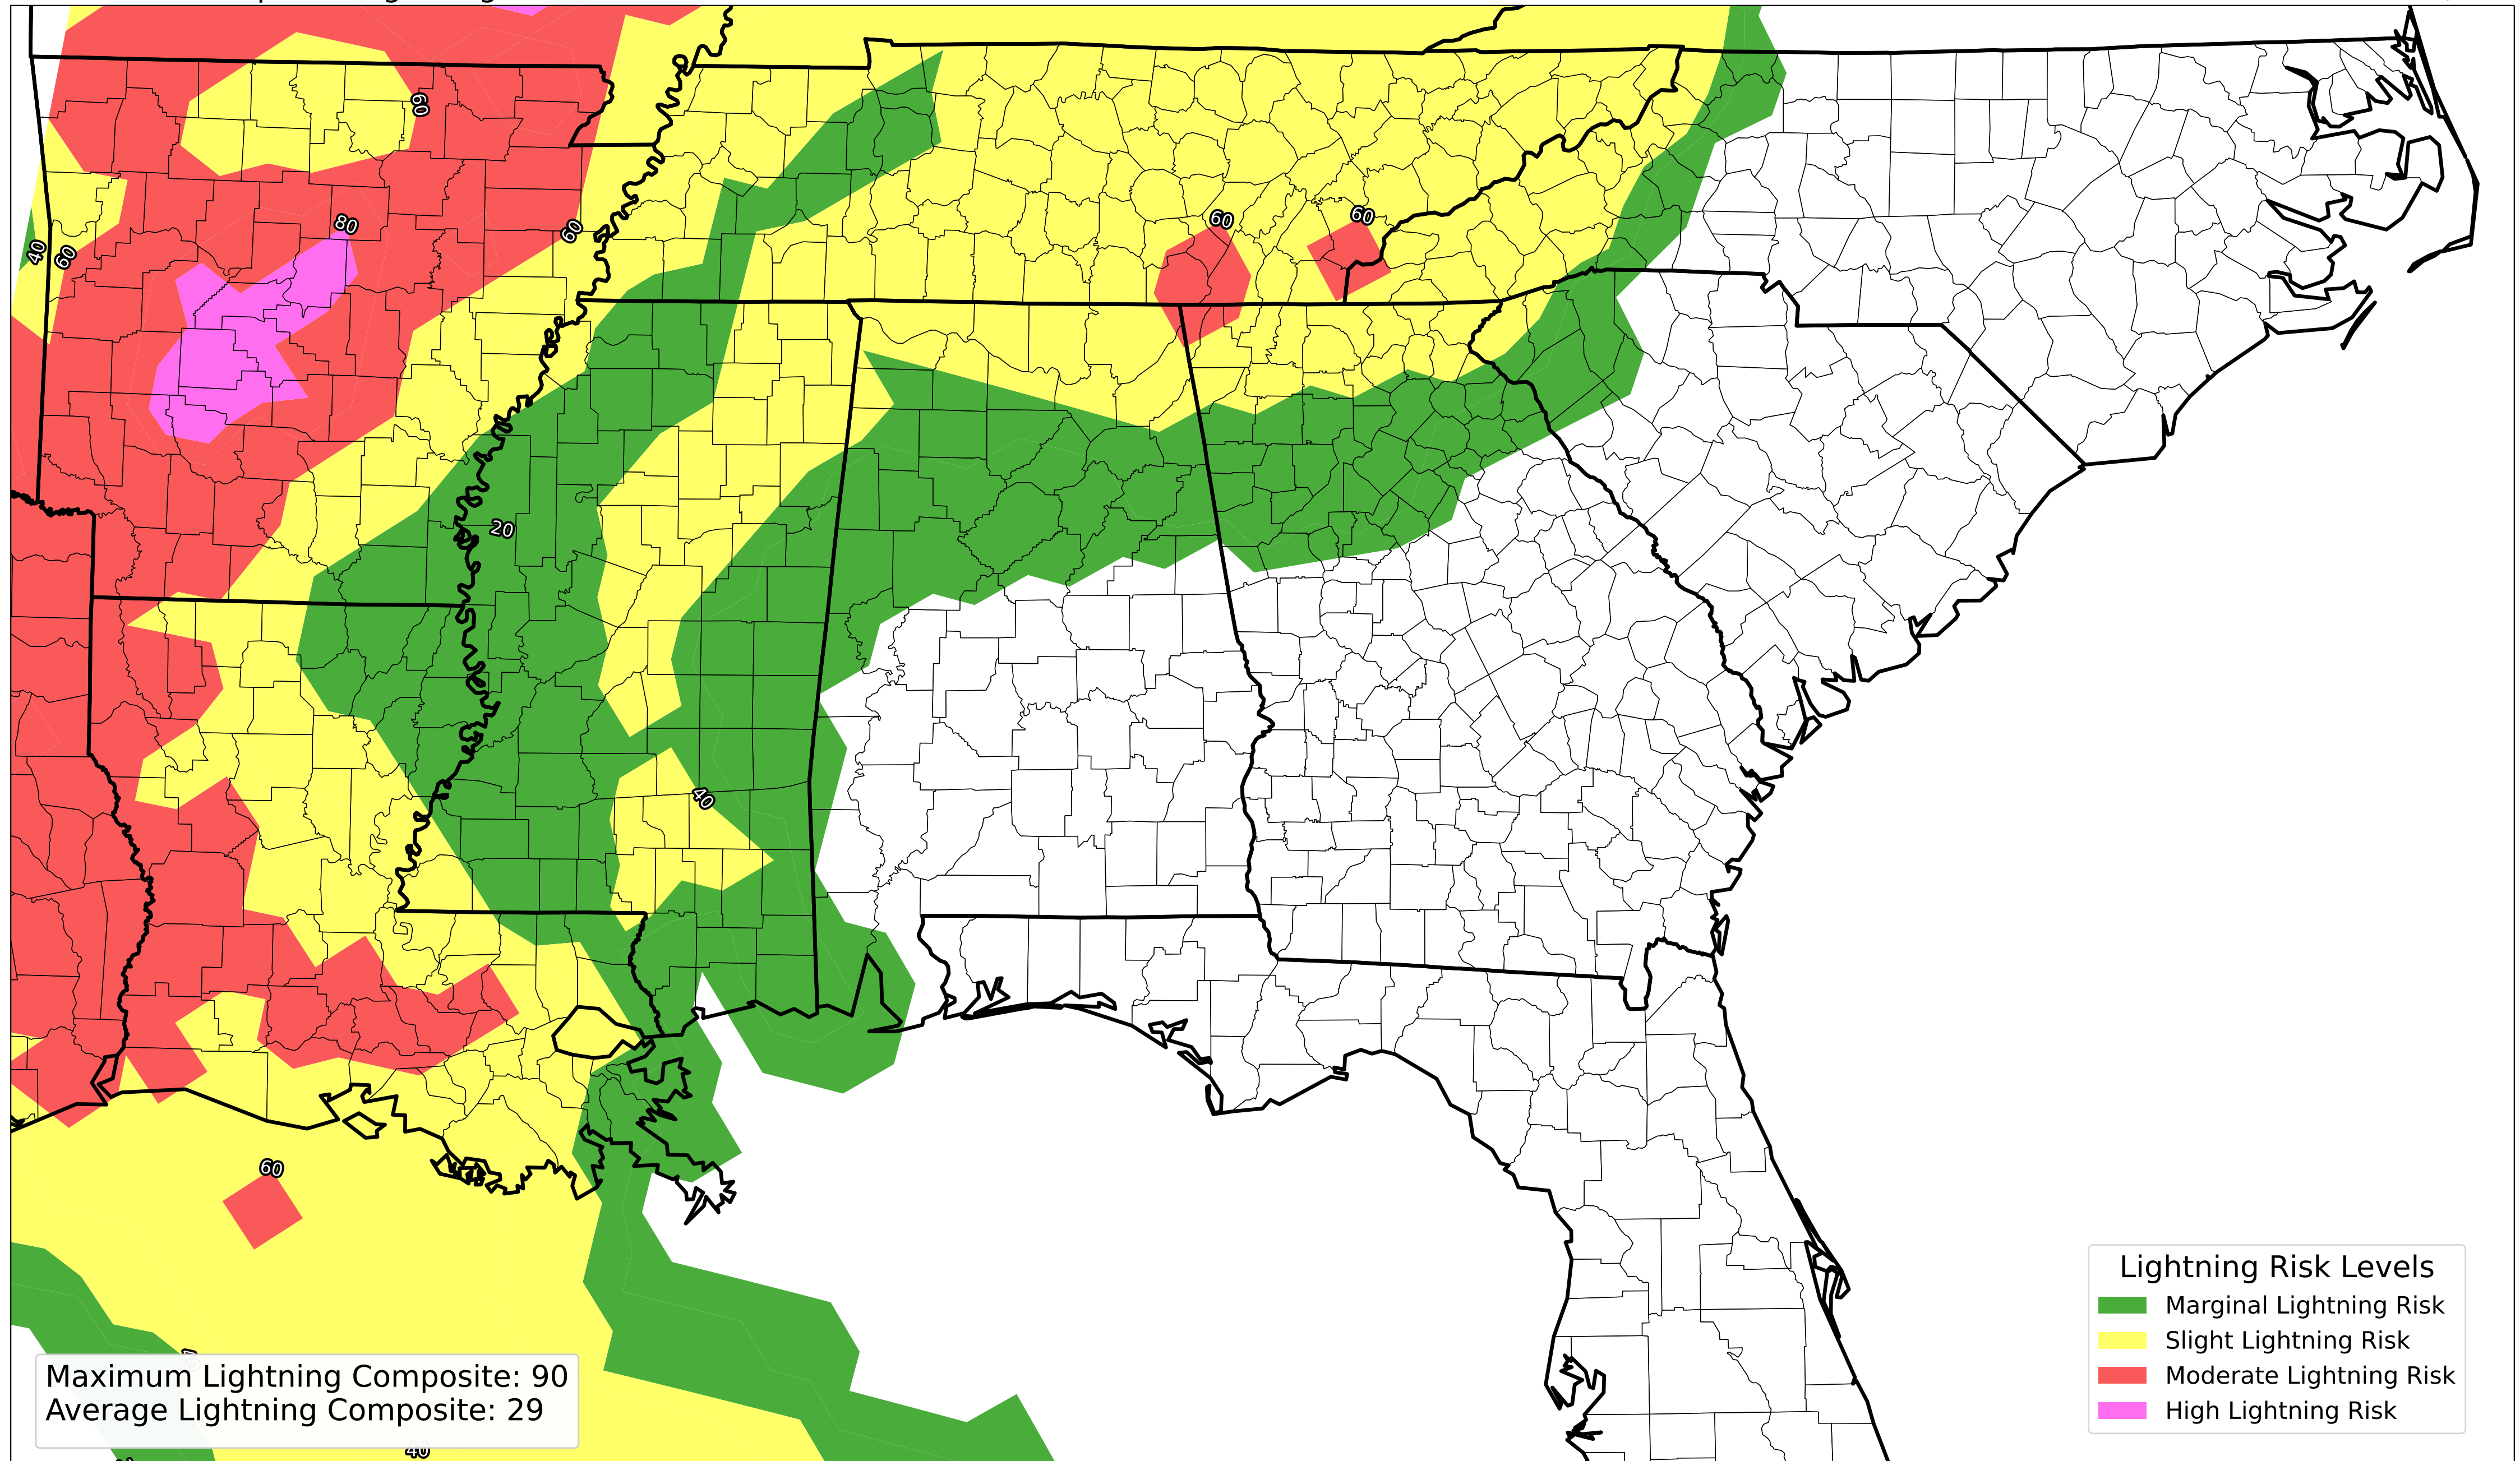 60
80
60
60
60
40
60
20
40
60
40
Lightning Risk Levels
Marginal Lightning Risk
Slight Lightning Risk
Moderate Lightning Risk
High Lightning Risk
Maximum Lightning Composite: 90
Average Lightning Composite: 29